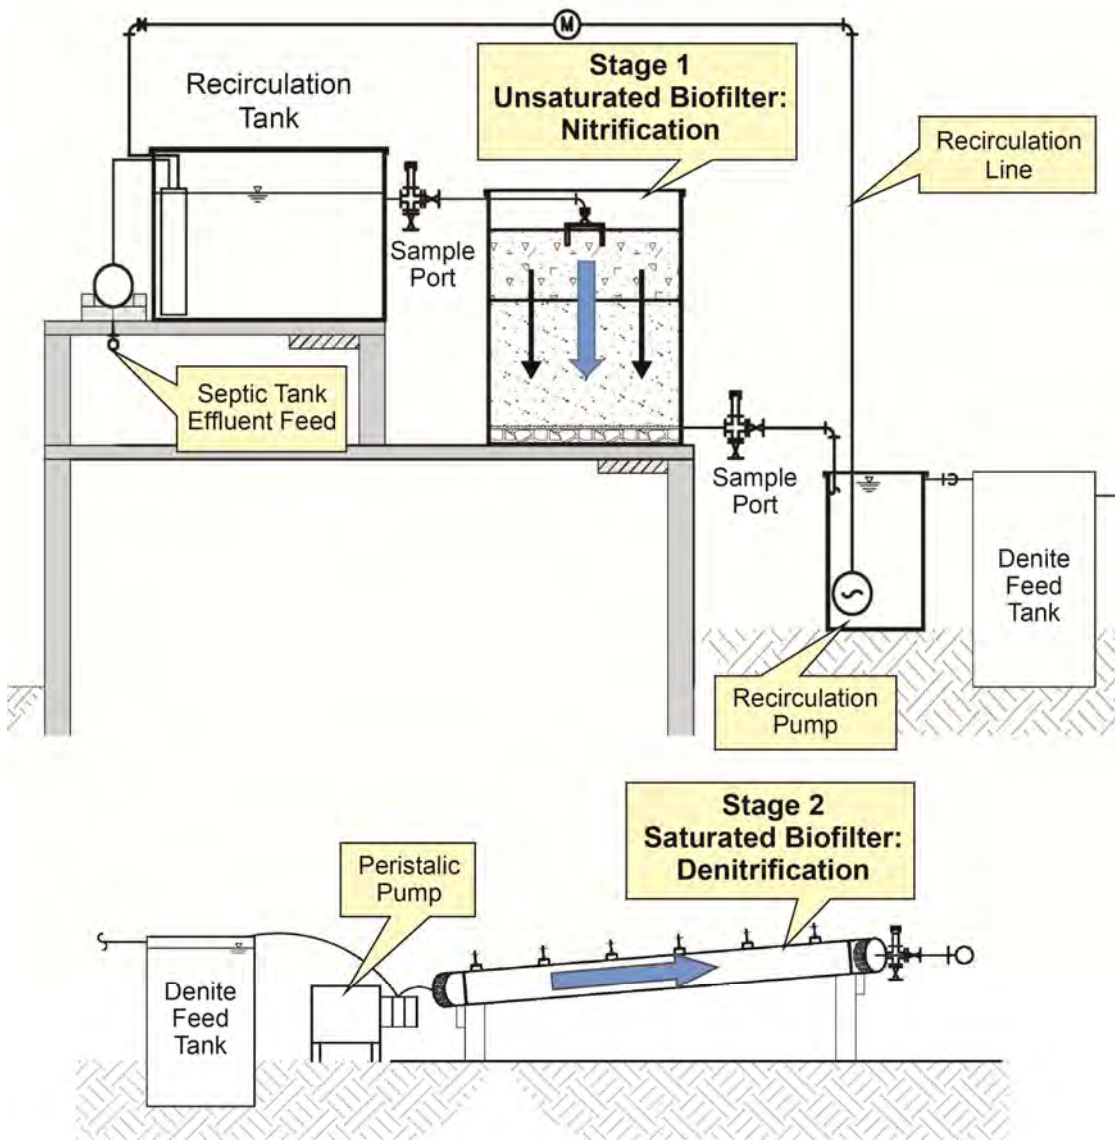 M
Stage 1
Unsaturated Biofilter:
Nitrification
Recirculation
Tank
Recirculation
Line
Sample
Port
Septic Tank
Effluent Feed
Sample
Port
Denite
Feed
Tank
Recirculation
Pump
Stage 2
Saturated Biofilter:
Denitrification
Peristalic
Pump
Denite
Feed
Tank